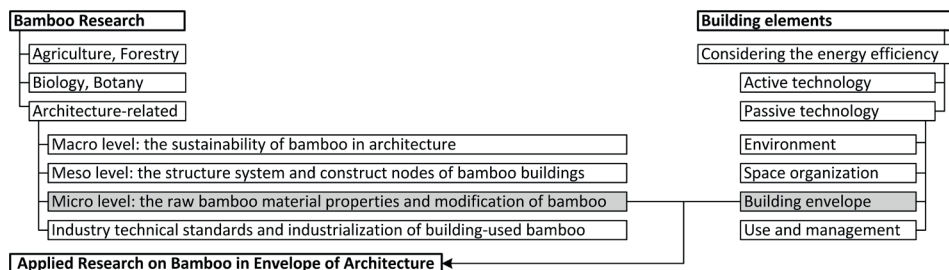 Bamboo Research
Agriculture, Forestry
Biology, Botany
Architecture-related
Macro level: the sustainability of bamboo in architecture
Meso level: the structure system and construct nodes of bamboo buildings
Micro level: the raw bamboo material properties and modification of bamboo
Industry technical standards and industrialization of building-used bamboo
Applied Research on Bamboo in Envelope of Architecture
Building elements
Considering the energy efficiency
Active technology
Passive technology
Environment
Space organization
Building envelope
Use and management